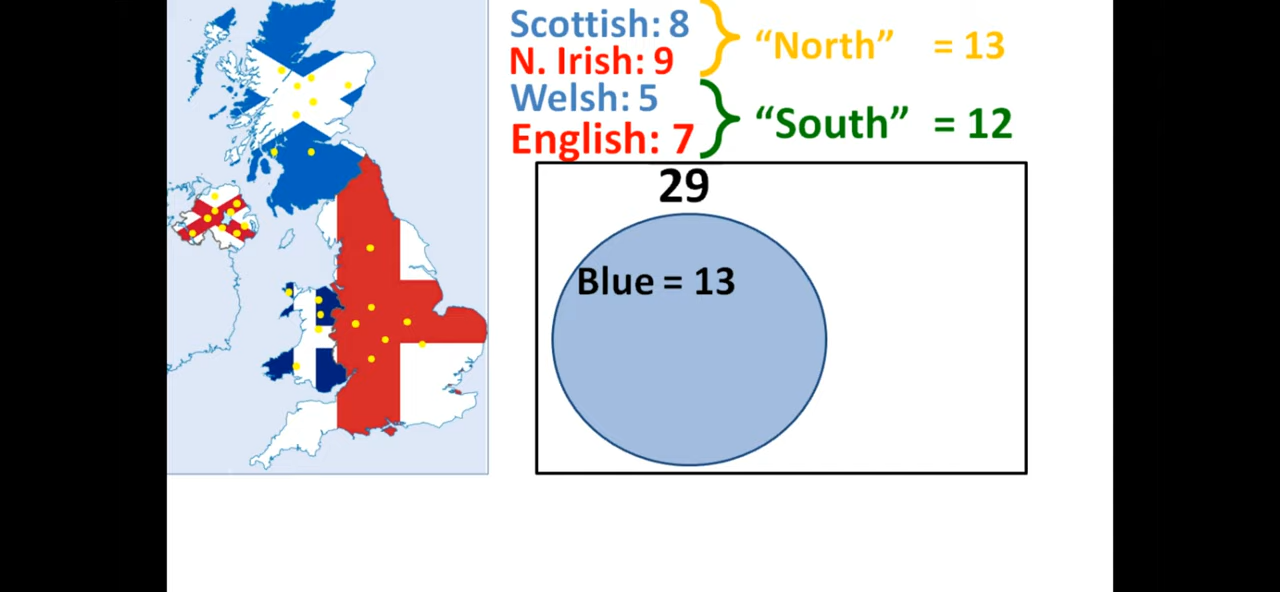 Scottish: 8
N. Irish: 9
“North” = 13
Welsh: 5
English: 7
“South” = 12
29
Blue = 13